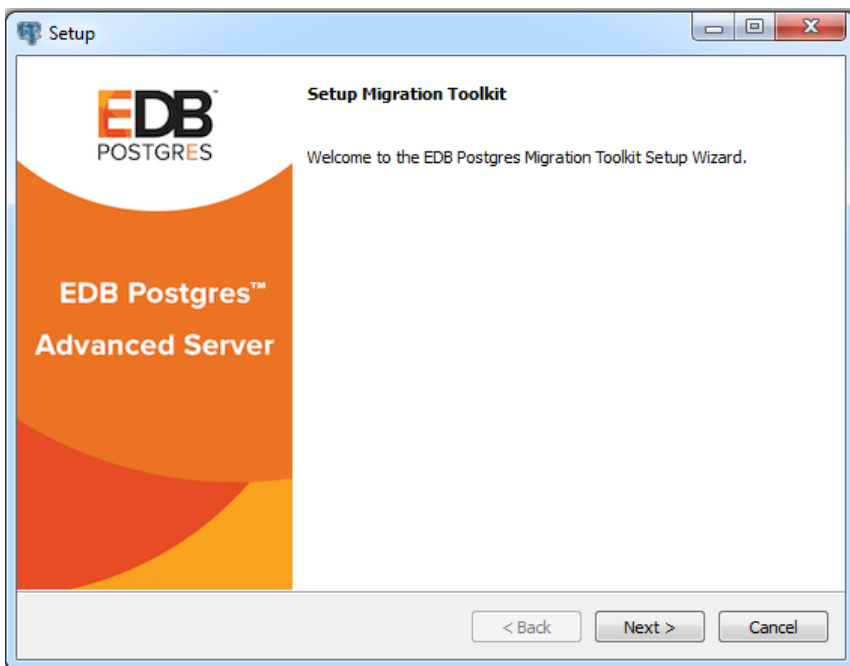 Setup
EDB™
POSTGRES
EDB Postgres™
Advanced Server
Setup Migration Toolkit
Welcome to the EDB Postgres Migration Toolkit Setup Wizard.
< Back
Next >
Cancel